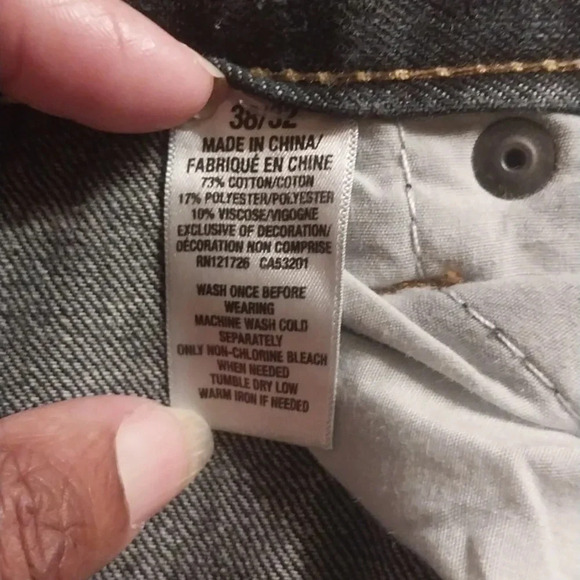 38/32
MADE IN CHINA/
FABRIQUÉ EN CHINE
73% COTTON/COTON
17% POLYESTER/POLYESTER
10% VISCOSE/VIGOGNE
EXCLUSIVE OF DECORATION/
DÉCORATION NON COMPRISE
RN121726 CA53201
WASH ONCE BEFORE
WEARING
MACHINE WASH COLD
SEPARATELY
ONLY NON-CHLORINE BLEACH
WHEN NEEDED
TUMBLE DRY LOW
WARM IRON IF NEEDED